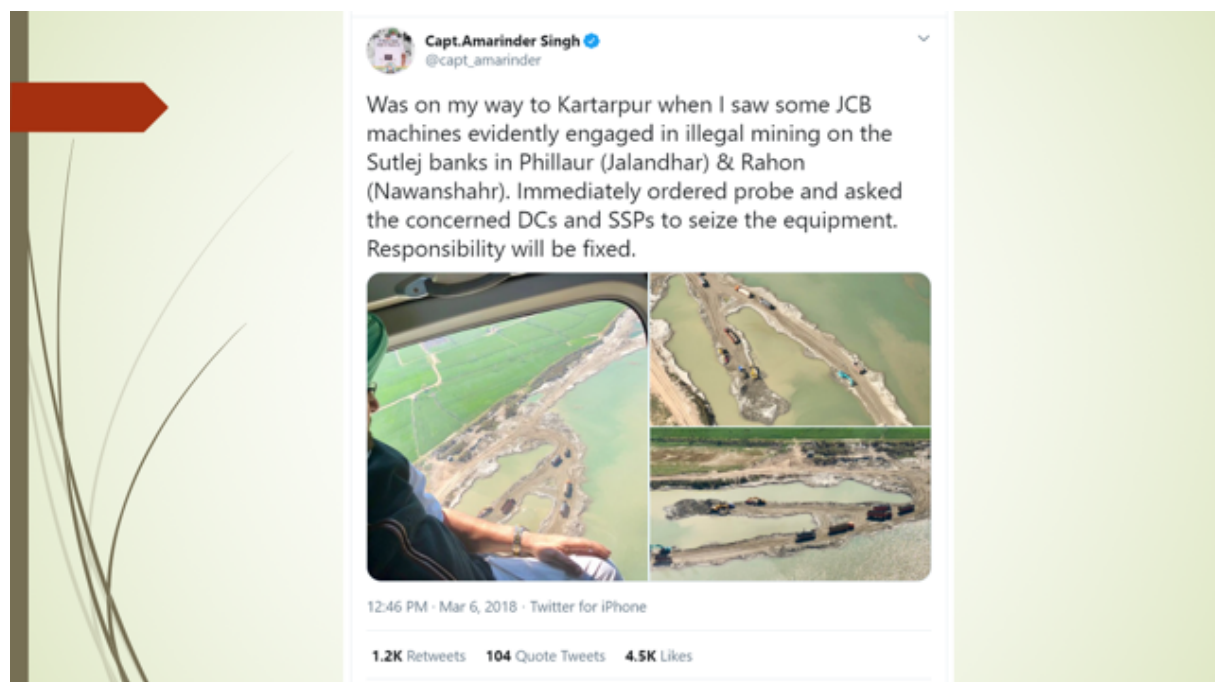 Capt.Amarinder Singh
@capt_amarinder
Was on my way to Kartarpur when I saw some JCB
machines evidently engaged in illegal mining on the
Sutlej banks in Phillaur (Jalandhar) & Rahon
(Nawanshahr). Immediately ordered probe and asked
the concerned DCs and SSPs to seize the equipment.
Responsibility will be fixed.
12:46 PM · Mar 6, 2018 · Twitter for iPhone
1.2K Retweets 104 Quote Tweets 4.5K Likes